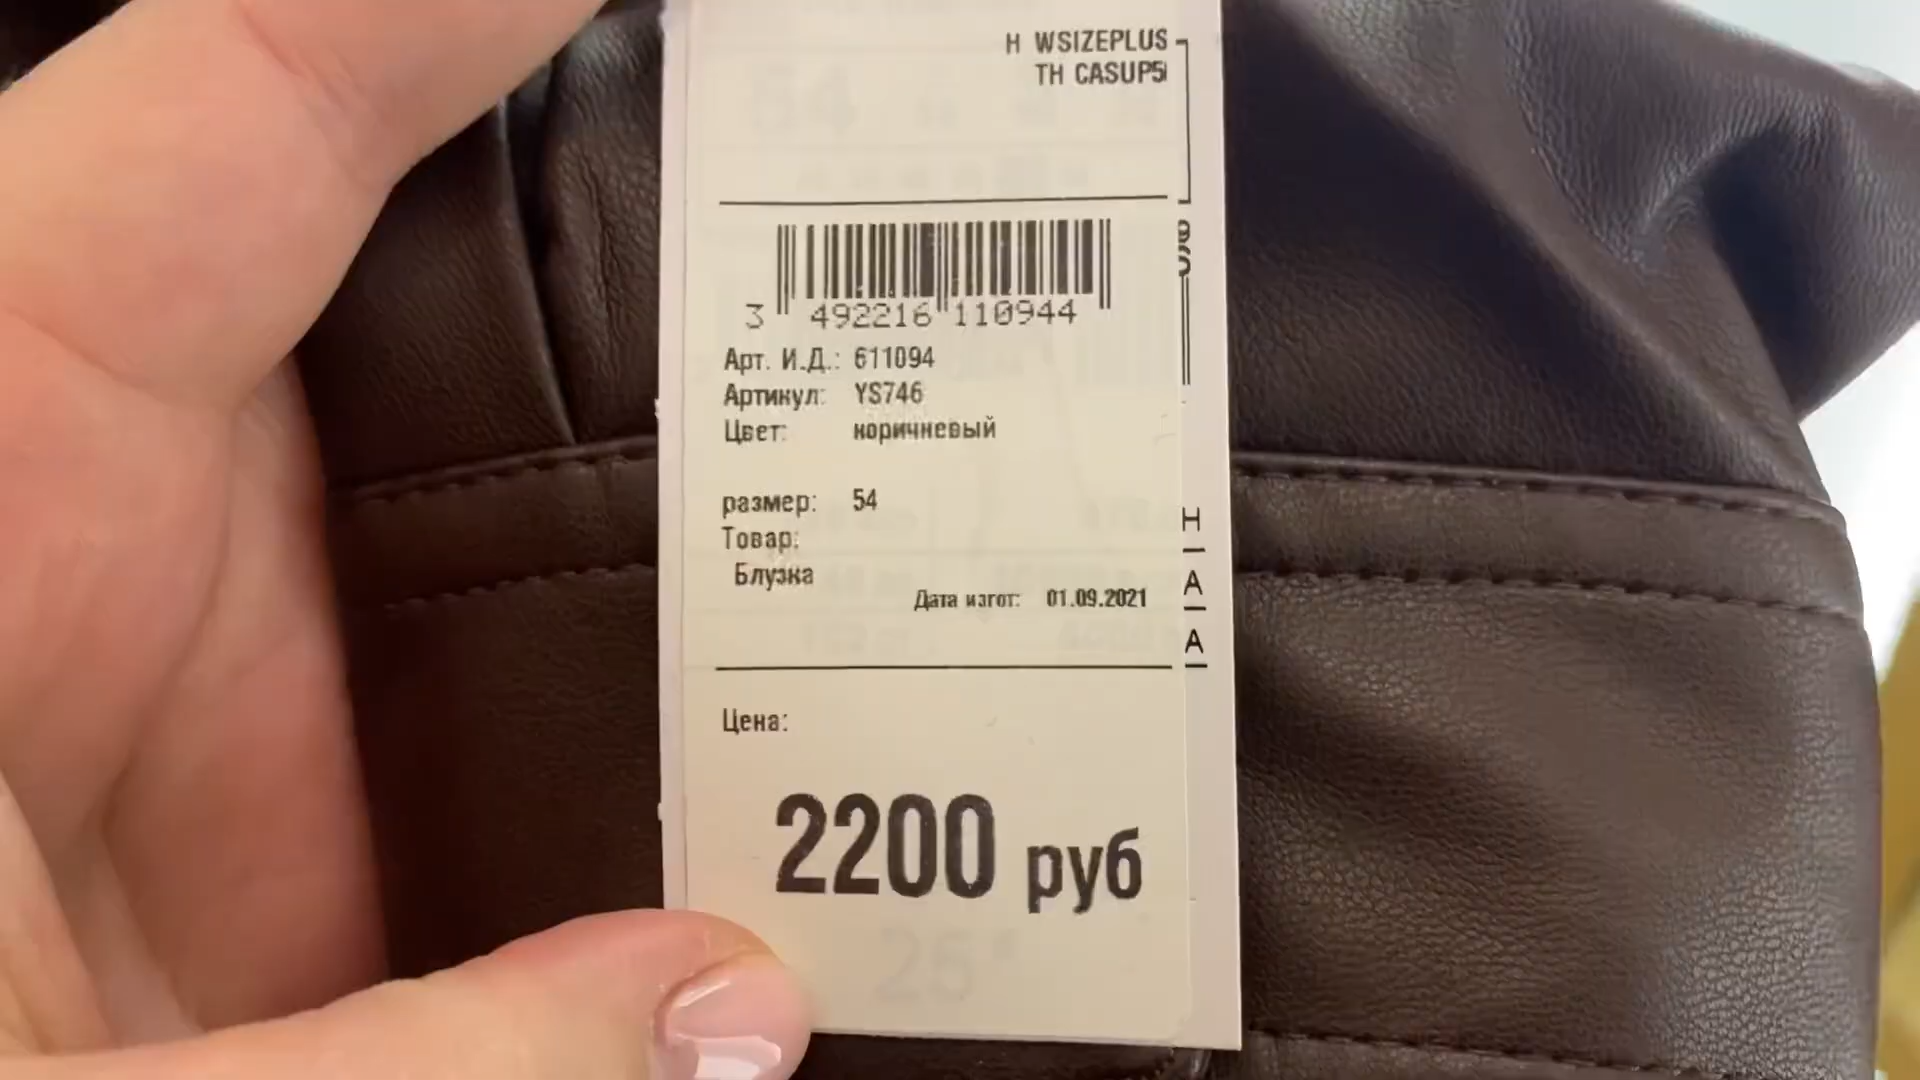 H WSIZEPLUS
TH CASUP5
3 492216 110944
Арт. И.Д.: 611094
Артикул: YS746
Цвет: коричневый
размер: 54
Товар:
Блузка
Дата изгот: 01.09.2021
Цена:
2200 руб
H
A
A